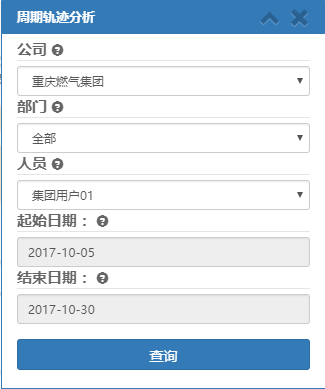 周期轨迹分析
公司
重庆燃气集团
部门
全部
人员
集团用户01
起始日期：
2017-10-05
结束日期：
2017-10-30
查询